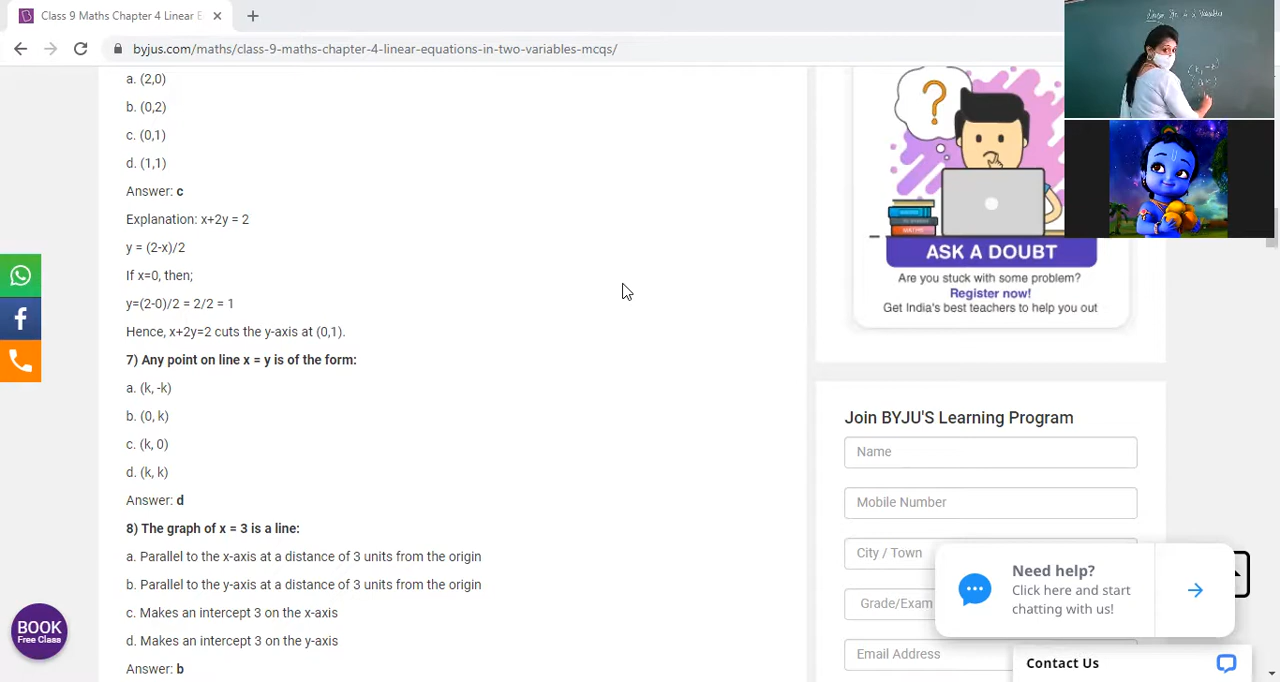 Class 9 Maths Chapter 4 Linear E
byjus.com/maths/class-9-maths-chapter-4-linear-equations-in-two-variables-mcqs/
a. (2,0)
b. (0,2)
c. (0,1)
d. (1,1)
Answer: c
Explanation: x+2y = 2
y = (2-x)/2
If x=0, then;
y=(2-0)/2 = 2/2 = 1
Hence, x+2y=2 cuts the y-axis at (0,1).
7) Any point on line x = y is of the form:
a. (k, -k)
b. (0, k)
c. (k, 0)
d. (k, k)
Answer: d
8) The graph of x = 3 is a line:
a. Parallel to the x-axis at a distance of 3 units from the origin
b. Parallel to the y-axis at a distance of 3 units from the origin
c. Makes an intercept 3 on the x-axis
d. Makes an intercept 3 on the y-axis
Answer: b
BOOK
Free Class
?
MATHS
ASK A DOUBT
Are you stuck with some problem?
Register now!
Get India's best teachers to help you out
Join BYJU'S Learning Program
Name
Mobile Number
City / Town
Grade/Exam
Email Address
Need help?
Click here and start
chatting with us!
Contact Us
(k, -k)